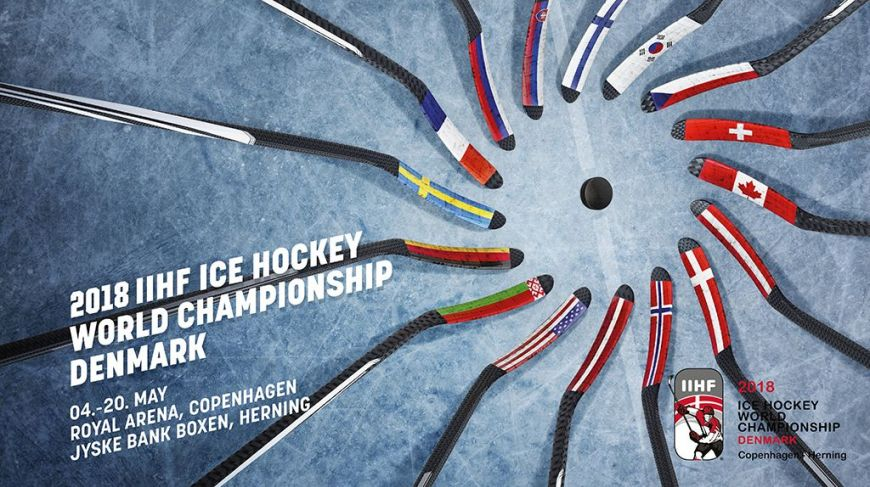 2018 IIHF ICE HOCKEY
WORLD CHAMPIONSHIP
DENMARK
04.-20. MAY
ROYAL ARENA, COPENHAGEN
JYSKE BANK BOXEN, HERNING
IIHF
2018
ICE HOCKEY
WORLD
CHAMPIONSHIP
DENMARK
Copenhagen · Herning